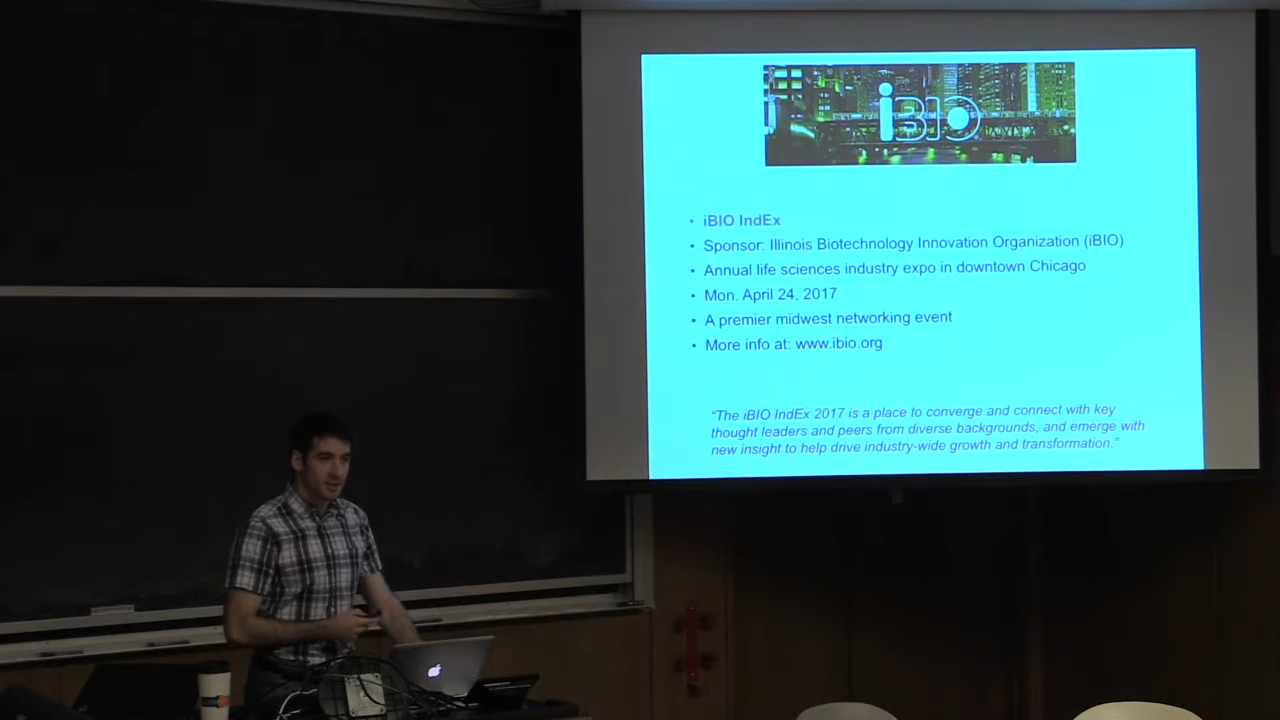 iBIO
• iBIO IndEx
• Sponsor: Illinois Biotechnology Innovation Organization (iBIO)
• Annual life sciences industry expo in downtown Chicago
• Mon. April 24, 2017
• A premier midwest networking event
• More info at: www.ibio.org
“The iBIO IndEx 2017 is a place to converge and connect with key
thought leaders and peers from diverse backgrounds, and emerge with
new insight to help drive industry-wide growth and transformation.”